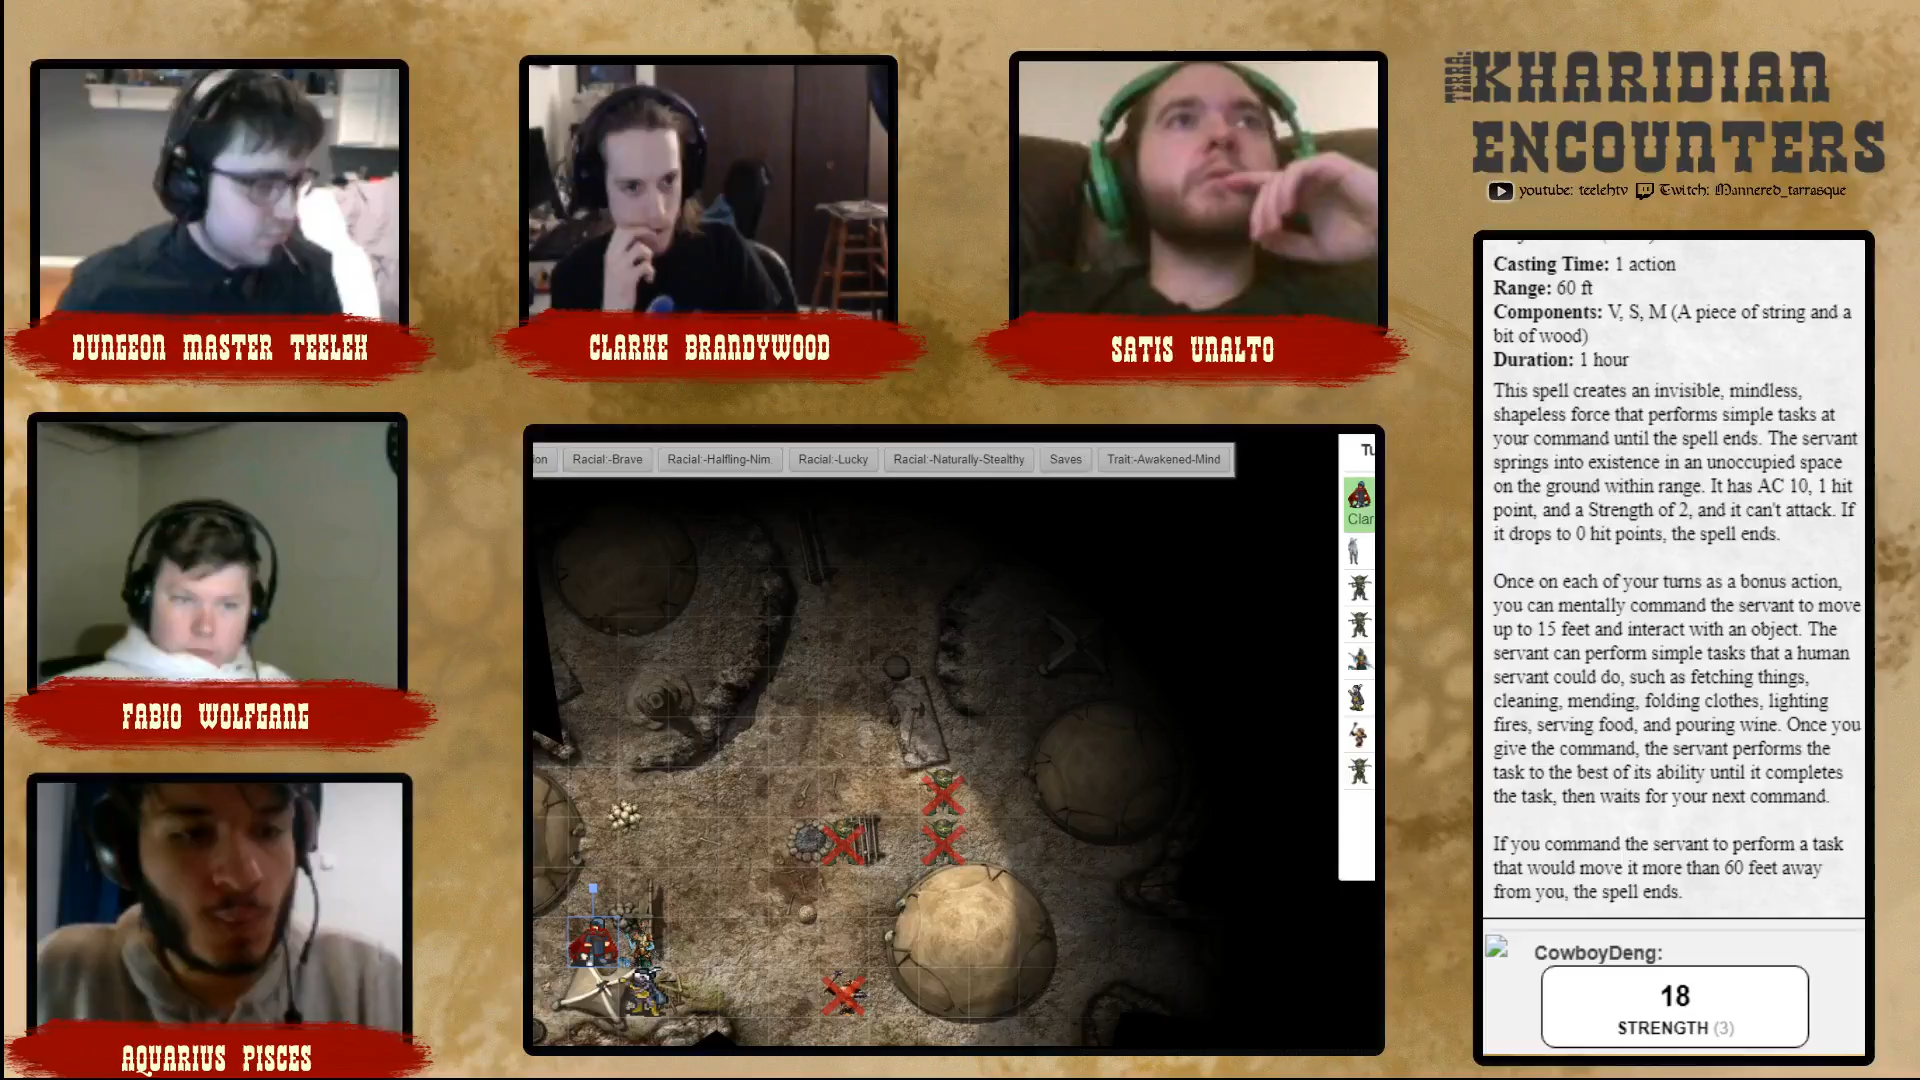 TERRA:
KHARIDIAN
ENCOUNTERS
youtube: teelehtv Twitch: Mannered_tarrasque
DUNGEON MASTER TEELEH
CLARKE BRANDYWOOD
SATIS UNALTO
FABIO WOLFGANG
AQUARIUS PISCES
ion
Racial:-Brave
Racial:-Halfling-Nim.
Racial:-Lucky
Racial:-Naturally-Stealthy
Saves
Trait:-Awakened-Mind
Tu
Clar
Casting Time: 1 action
Range: 60 ft
Components: V, S, M (A piece of string and a
bit of wood)
Duration: 1 hour
This spell creates an invisible, mindless,
shapeless force that performs simple tasks at
your command until the spell ends. The servant
springs into existence in an unoccupied space
on the ground within range. It has AC 10, 1 hit
point, and a Strength of 2, and it can't attack. If
it drops to 0 hit points, the spell ends.
Once on each of your turns as a bonus action,
you can mentally command the servant to move
up to 15 feet and interact with an object. The
servant can perform simple tasks that a human
servant could do, such as fetching things,
cleaning, mending, folding clothes, lighting
fires, serving food, and pouring wine. Once you
give the command, the servant performs the
task to the best of its ability until it completes
the task, then waits for your next command.
If you command the servant to perform a task
that would move it more than 60 feet away
from you, the spell ends.
CowboyDeng:
18
STRENGTH (3)